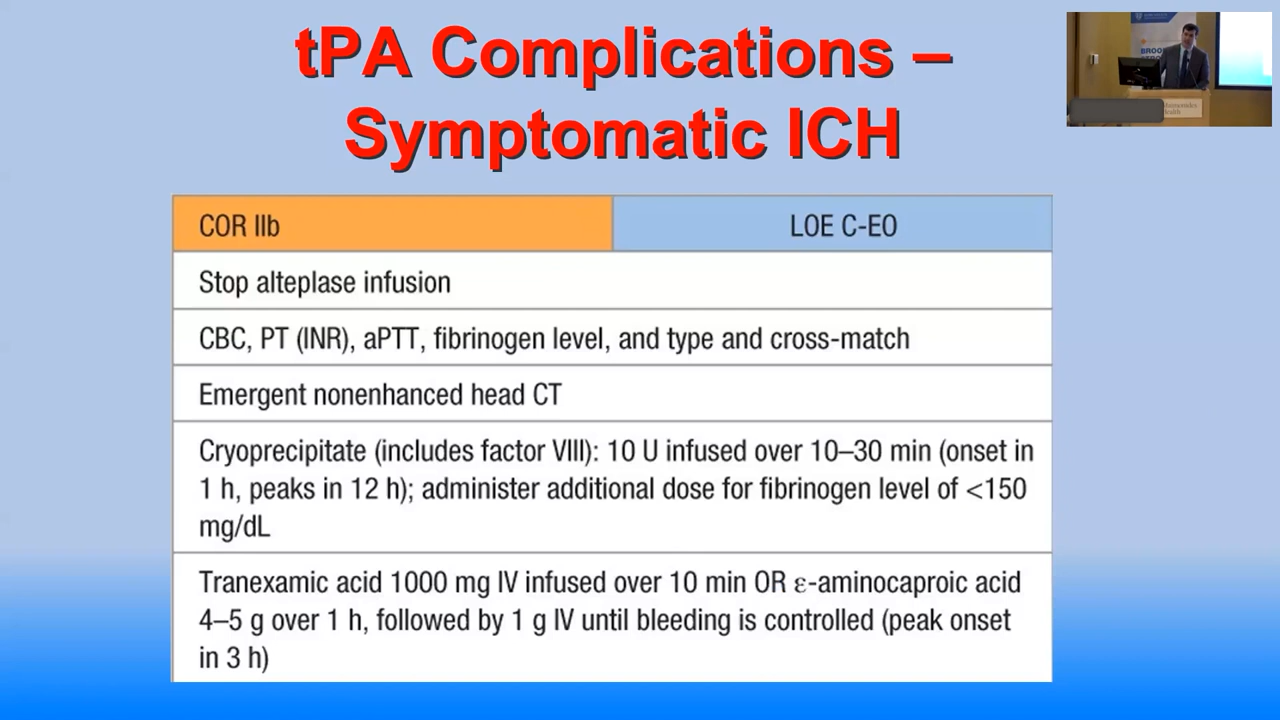 tPA Complications –
Symptomatic ICH
COR IIb
LOE C-EO
Stop alteplase infusion
CBC, PT (INR), aPTT, fibrinogen level, and type and cross-match
Emergent nonenhanced head CT
Cryoprecipitate (includes factor VIII): 10 U infused over 10–30 min (onset in
1 h, peaks in 12 h); administer additional dose for fibrinogen level of <150
mg/dL
Tranexamic acid 1000 mg IV infused over 10 min OR ε-aminocaproic acid
4–5 g over 1 h, followed by 1 g IV until bleeding is controlled (peak onset
in 3 h)
Health